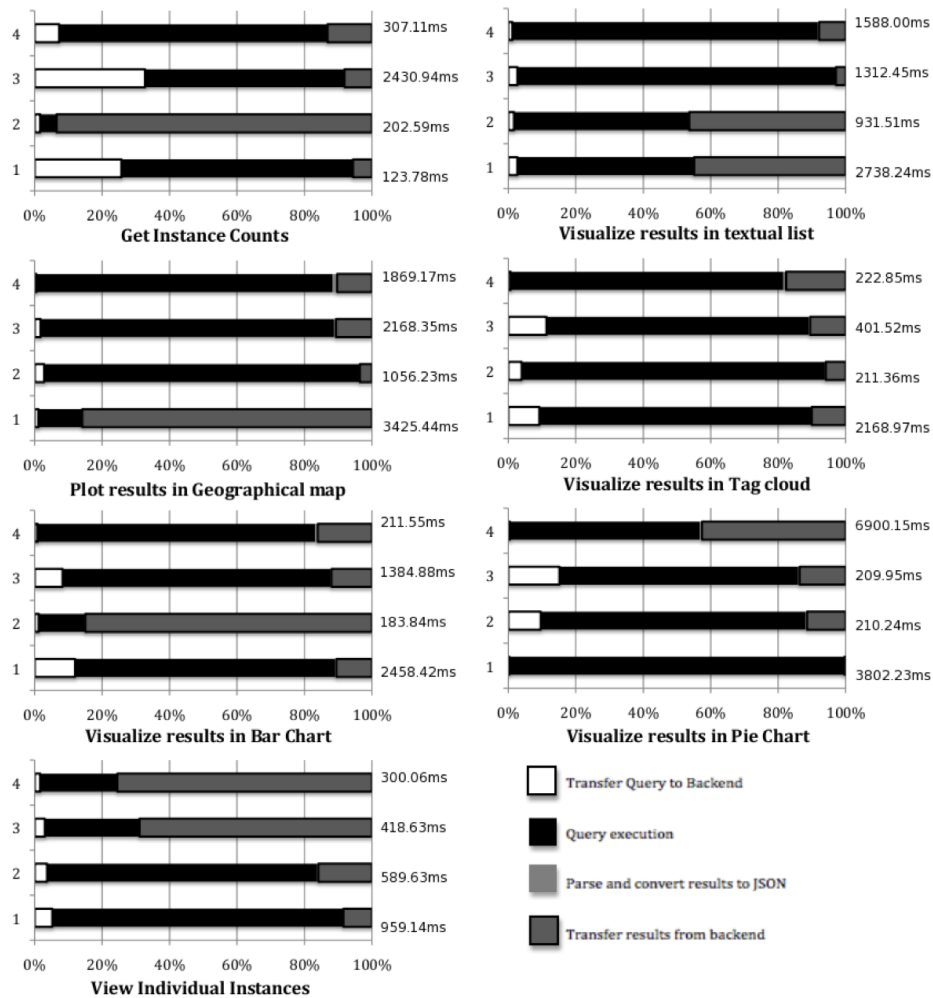 4
307.11ms
3
2430.94ms
2
202.59ms
1
123.78ms
0% 20% 40% 60% 80% 100%
Get Instance Counts
4
1588.00ms
3
1312.45ms
2
931.51ms
1
2738.24ms
0% 20% 40% 60% 80% 100%
Visualize results in textual list
4
1869.17ms
3
2168.35ms
2
1056.23ms
1
3425.44ms
0% 20% 40% 60% 80% 100%
Plot results in Geographical map
4
222.85ms
3
401.52ms
2
211.36ms
1
2168.97ms
0% 20% 40% 60% 80% 100%
Visualize results in Tag cloud
4
211.55ms
3
1384.88ms
2
183.84ms
1
2458.42ms
0% 20% 40% 60% 80% 100%
Visualize results in Bar Chart
4
6900.15ms
3
209.95ms
2
210.24ms
1
3802.23ms
0% 20% 40% 60% 80% 100%
Visualize results in Pie Chart
4
300.06ms
3
418.63ms
2
589.63ms
1
959.14ms
0% 20% 40% 60% 80% 100%
View Individual Instances
Transfer Query to Backend
Query execution
Parse and convert results to JSON
Transfer results from backend